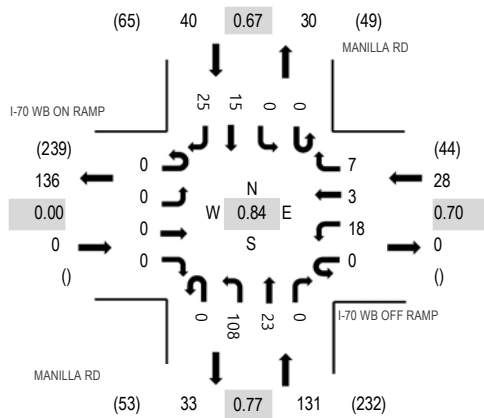 (65) 40 0.67 30 (49)
MANILLA RD
I-70 WB ON RAMP
25 15 0 0
(239) (44)
136 0 7 28
0.00 0 N 3 0.70
W 0.84 E
0 0 S 18 0
() 0 0 ()
0 108 23 0
I-70 WB OFF RAMP
MANILLA RD
(53) 33 0.77 131 (232)